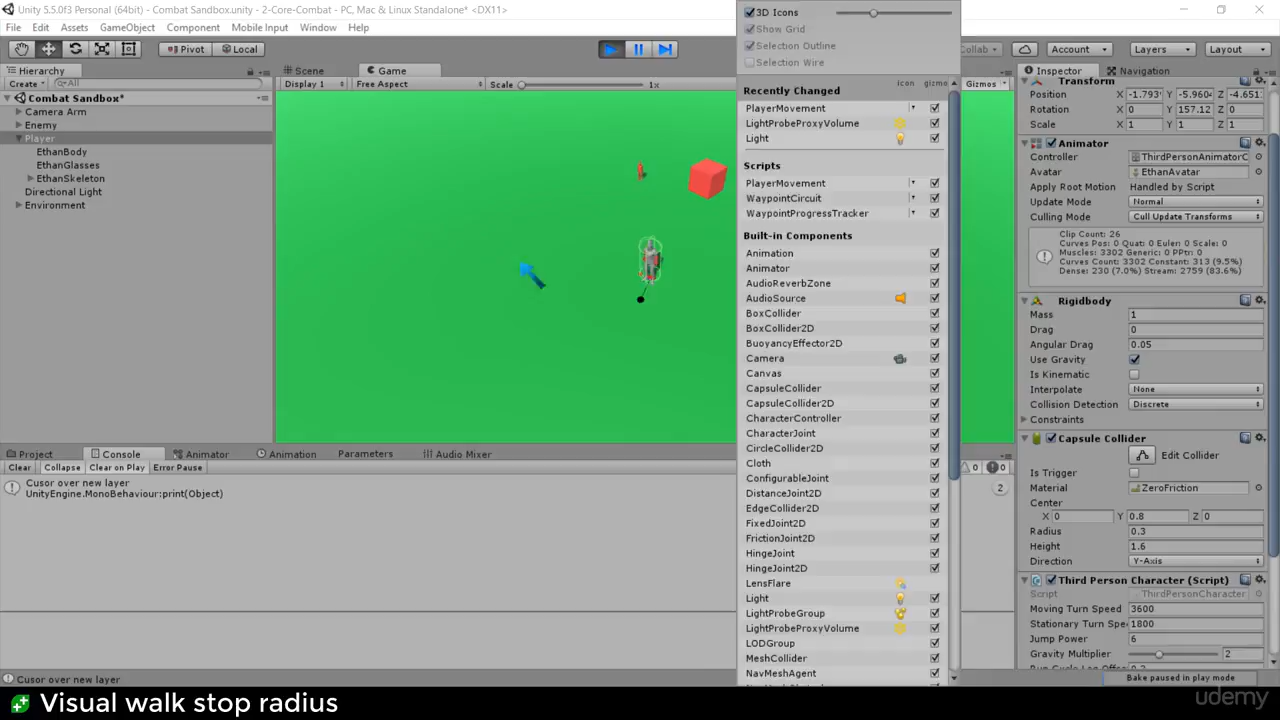 Unity 5.5.0f3 Personal (64bit) - Combat Sandbox.unity - 2-Core-Combat - PC, Mac & Linux Standalone* <DX11>
File Edit Assets GameObject Component Mobile Input Window Help
Pivot Local Collab Account Layers Layout
Hierarchy
Create All
Combat Sandbox*
Camera Arm
Enemy
Player
EthanBody
EthanGlasses
EthanSkeleton
Directional Light
Environment
Scene Game
Display 1 Free Aspect Scale 1x Gizmos
3D Icons
Show Grid
Selection Outline
Selection Wire
icon gizmo
Recently Changed
PlayerMovement
LightProbeProxyVolume
Light
Scripts
PlayerMovement
WaypointCircuit
WaypointProgressTracker
Built-in Components
Animation
Animator
AudioReverbZone
AudioSource
BoxCollider
BoxCollider2D
BuoyancyEffector2D
Camera
Canvas
CapsuleCollider
CapsuleCollider2D
CharacterController
CharacterJoint
CircleCollider2D
Cloth
ConfigurableJoint
DistanceJoint2D
EdgeCollider2D
FixedJoint2D
FrictionJoint2D
HingeJoint
HingeJoint2D
LensFlare
Light
LightProbeGroup
LightProbeProxyVolume
LODGroup
MeshCollider
NavMeshAgent
Inspector Navigation
Transform
Position X -1.793 Y -5.960 Z -4.651
Rotation X 0 Y 157.12 Z 0
Scale X 1 Y 1 Z 1
Animator
Controller ThirdPersonAnimatorC
Avatar EthanAvatar
Apply Root Motion Handled by Script
Update Mode Normal
Culling Mode Cull Update Transforms
Clip Count: 26
Curves Pos: 0 Quat: 0 Euler: 0 Scale: 0
Muscles: 3302 Generic: 0 PPtr: 0
Curves Count: 3302 Constant: 313 (9.5%)
Dense: 230 (7.0%) Stream: 2759 (83.6%)
Rigidbody
Mass 1
Drag 0
Angular Drag 0.05
Use Gravity
Is Kinematic
Interpolate None
Collision Detection Discrete
Constraints
Capsule Collider
Edit Collider
Is Trigger
Material ZeroFriction
Center
X 0 Y 0.8 Z 0
Radius 0.3
Height 1.6
Direction Y-Axis
Third Person Character (Script)
Script ThirdPersonCharacter
Moving Turn Speed 3600
Stationary Turn Spe 1800
Jump Power 6
Gravity Multiplier 2
Bake paused in play mode
Project Console Animator Animation Parameters Audio Mixer
Clear Collapse Clear on Play Error Pause 0 0
Cusor over new layer
UnityEngine.MonoBehaviour:print(Object)
2
Cusor over new layer
Visual walk stop radius
udemy